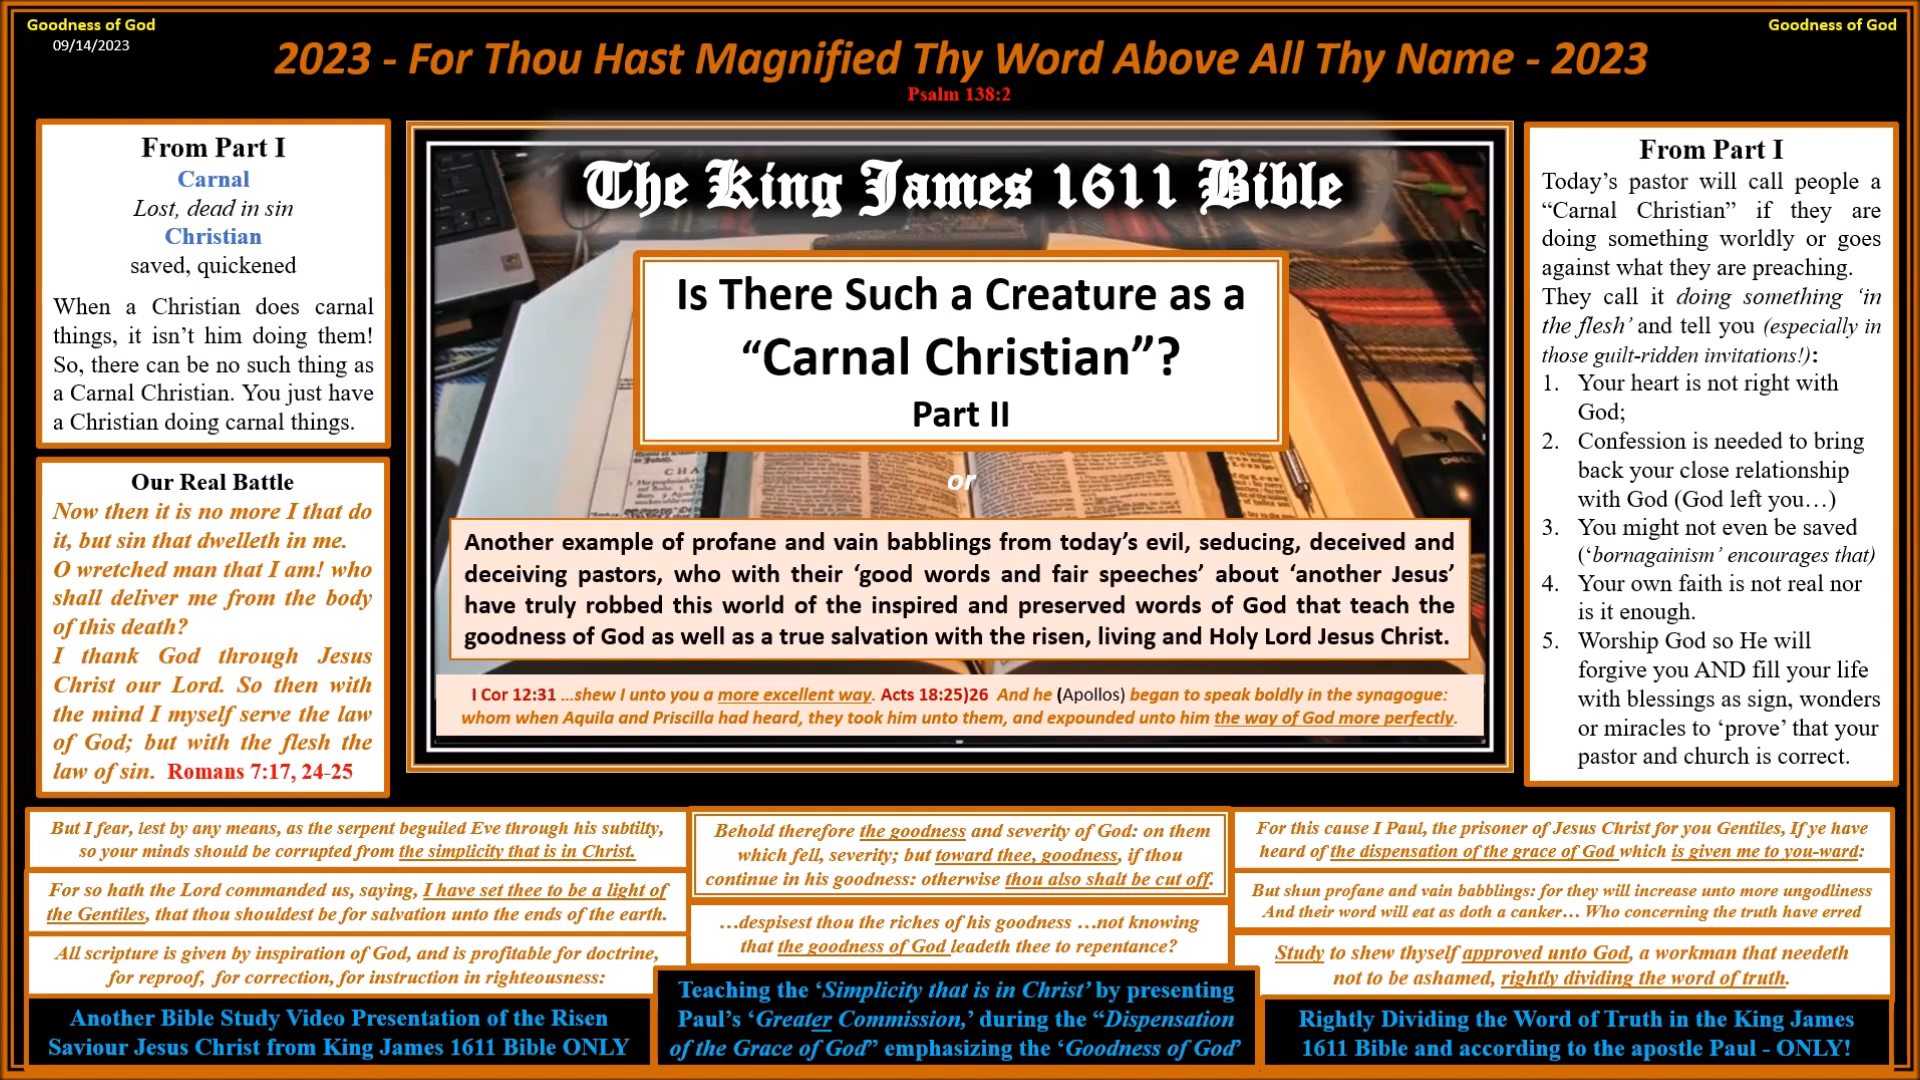 Goodness of God
09/14/2023
Goodness of God
2023 - For Thou Hast Magnified Thy Word Above All Thy Name - 2023
Psalm 138:2
From Part I
Carnal
Lost, dead in sin
Christian
saved, quickened
When a Christian does carnal
things, it isn’t him doing them!
So, there can be no such thing as
a Carnal Christian. You just have
a Christian doing carnal things.
Our Real Battle
Now then it is no more I that do
it, but sin that dwelleth in me.
O wretched man that I am! who
shall deliver me from the body
of this death?
I thank God through Jesus
Christ our Lord. So then with
the mind I myself serve the law
of God; but with the flesh the
law of sin. Romans 7:17, 24-25
The King James 1611 Bible
Is There Such a Creature as a
“Carnal Christian”?
Part II
or
Another example of profane and vain babblings from today’s evil, seducing, deceived and
deceiving pastors, who with their ‘good words and fair speeches’ about ‘another Jesus’
have truly robbed this world of the inspired and preserved words of God that teach the
goodness of God as well as a true salvation with the risen, living and Holy Lord Jesus Christ.
I Cor 12:31 ...shew I unto you a more excellent way. Acts 18:25)26 And he (Apollos) began to speak boldly in the synagogue:
whom when Aquila and Priscilla had heard, they took him unto them, and expounded unto him the way of God more perfectly.
From Part I
Today’s pastor will call people a
“Carnal Christian” if they are
doing something worldly or goes
against what they are preaching.
They call it doing something ‘in
the flesh’ and tell you (especially in
those guilt-ridden invitations!):
1. Your heart is not right with
God;
2. Confession is needed to bring
back your close relationship
with God (God left you…)
3. You might not even be saved
(‘bornagainism’ encourages that)
4. Your own faith is not real nor
is it enough.
5. Worship God so He will
forgive you AND fill your life
with blessings as sign, wonders
or miracles to ‘prove’ that your
pastor and church is correct.
But I fear, lest by any means, as the serpent beguiled Eve through his subtilty,
so your minds should be corrupted from the simplicity that is in Christ.
For so hath the Lord commanded us, saying, I have set thee to be a light of
the Gentiles, that thou shouldest be for salvation unto the ends of the earth.
All scripture is given by inspiration of God, and is profitable for doctrine,
for reproof, for correction, for instruction in righteousness:
Another Bible Study Video Presentation of the Risen
Saviour Jesus Christ from King James 1611 Bible ONLY
Behold therefore the goodness and severity of God: on them
which fell, severity; but toward thee, goodness, if thou
continue in his goodness: otherwise thou also shalt be cut off.
…despisest thou the riches of his goodness …not knowing
that the goodness of God leadeth thee to repentance?
Teaching the ‘Simplicity that is in Christ’ by presenting
Paul’s ‘Greater Commission,’ during the “Dispensation
of the Grace of God” emphasizing the ‘Goodness of God’
For this cause I Paul, the prisoner of Jesus Christ for you Gentiles, If ye have
heard of the dispensation of the grace of God which is given me to you-ward:
But shun profane and vain babblings: for they will increase unto more ungodliness
And their word will eat as doth a canker… Who concerning the truth have erred
Study to shew thyself approved unto God, a workman that needeth
not to be ashamed, rightly dividing the word of truth.
Rightly Dividing the Word of Truth in the King James
1611 Bible and according to the apostle Paul - ONLY!